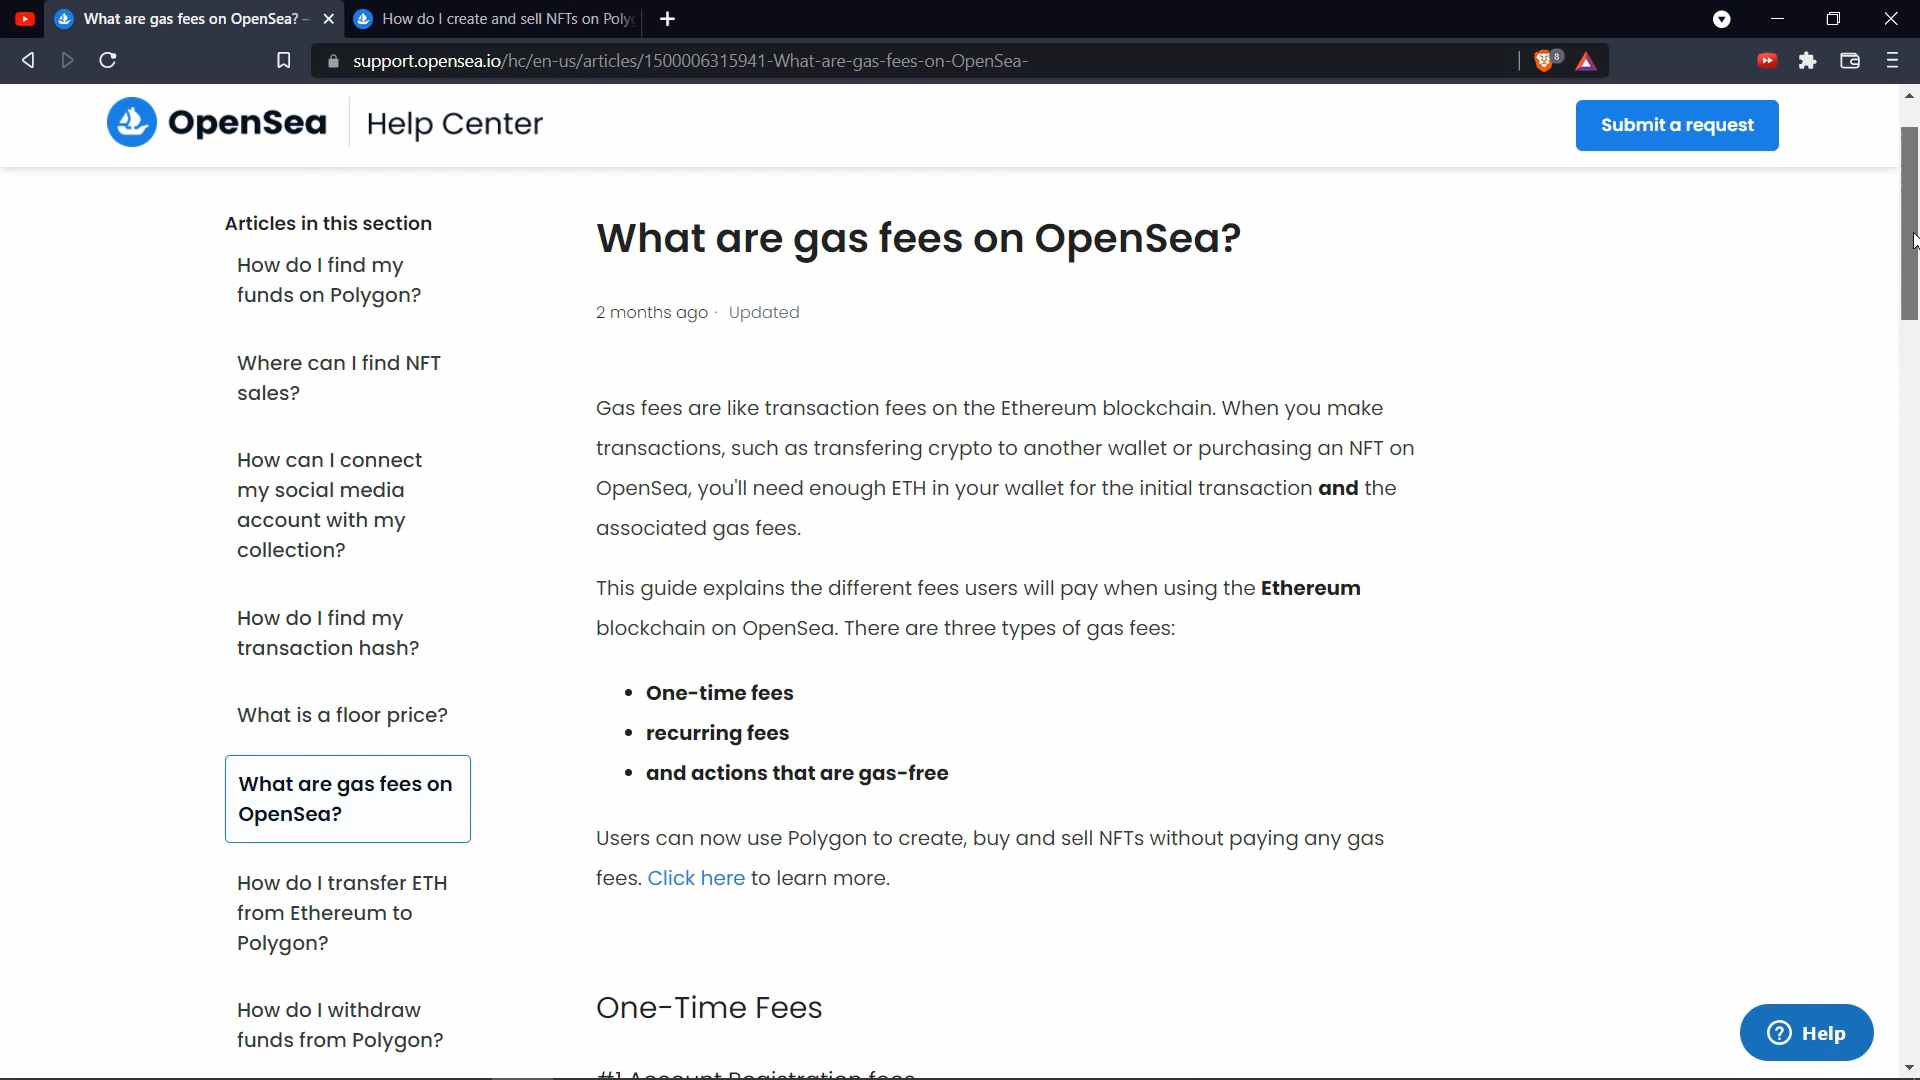 What are gas fees on OpenSea? -
How do I create and sell NFTs on Poly
support.opensea.io/hc/en-us/articles/1500006315941-What-are-gas-fees-on-OpenSea-
8
OpenSea
Help Center
Submit a request
Articles in this section
How do I find my
funds on Polygon?
Where can I find NFT
sales?
How can I connect
my social media
account with my
collection?
How do I find my
transaction hash?
What is a floor price?
What are gas fees on
OpenSea?
How do I transfer ETH
from Ethereum to
Polygon?
How do I withdraw
funds from Polygon?
What are gas fees on OpenSea?
2 months ago · Updated
Gas fees are like transaction fees on the Ethereum blockchain. When you make
transactions, such as transfering crypto to another wallet or purchasing an NFT on
OpenSea, you'll need enough ETH in your wallet for the initial transaction and the
associated gas fees.
This guide explains the different fees users will pay when using the Ethereum
blockchain on OpenSea. There are three types of gas fees:
• One-time fees
• recurring fees
• and actions that are gas-free
Users can now use Polygon to create, buy and sell NFTs without paying any gas
fees. Click here to learn more.
One-Time Fees
#1 Account Registration fees
Help